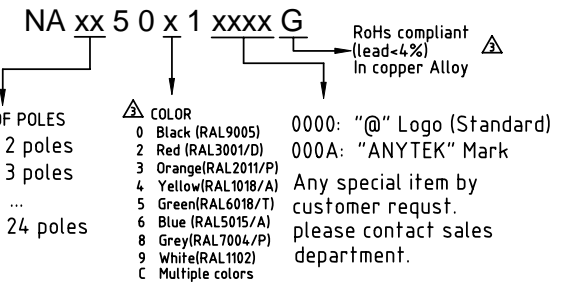 NA xx 5 0 x 1 xxxx G
RoHs compliant
(lead<4%)
In copper Alloy
3
OF POLES
2 poles
3 poles
...
24 poles
3 COLOR
0 Black (RAL9005)
2 Red (RAL3001/D)
3 Orange(RAL2011/P)
4 Yellow(RAL1018/A)
5 Green(RAL6018/T)
6 Blue (RAL5015/A)
8 Grey(RAL7004/P)
9 White(RAL1102)
C Multiple colors
0000: "@" Logo (Standard)
000A: "ANYTEK" Mark
Any special item by
customer requst.
please contact sales
department.